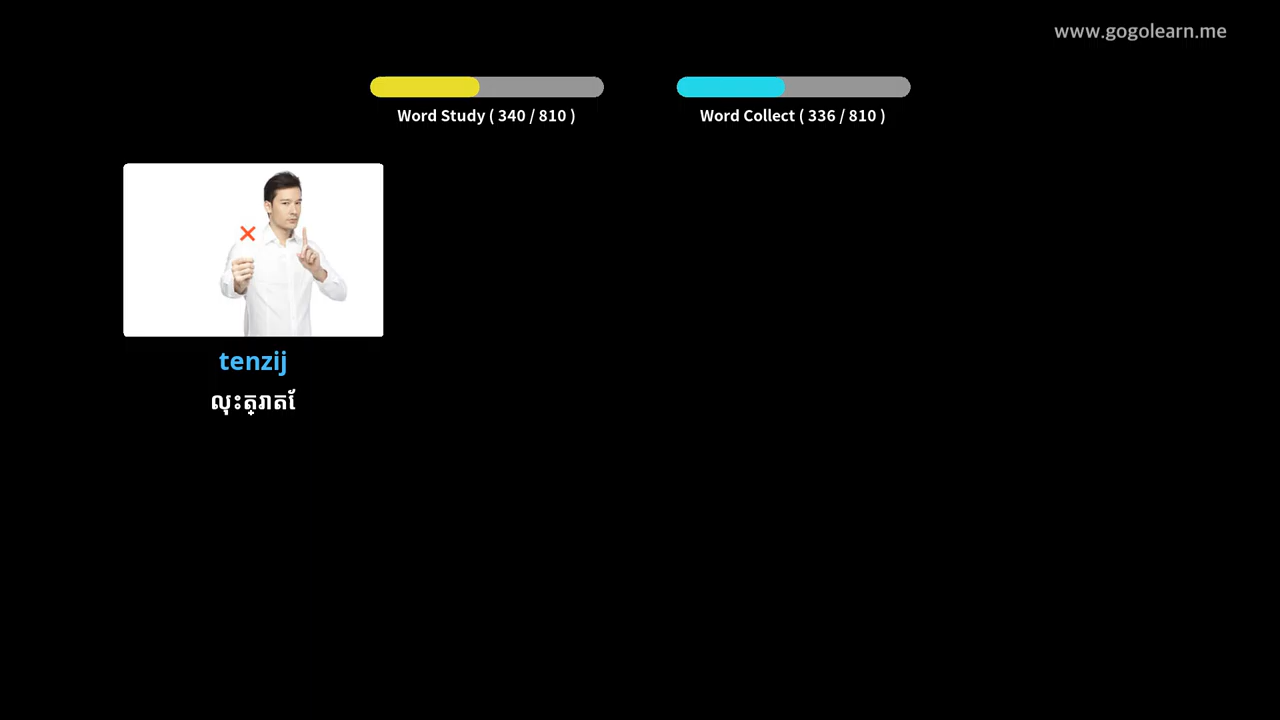 www.gogolearn.me
Word Study ( 340 / 810 )
Word Collect ( 336 / 810 )
tenzij
លុះត្រាតែ